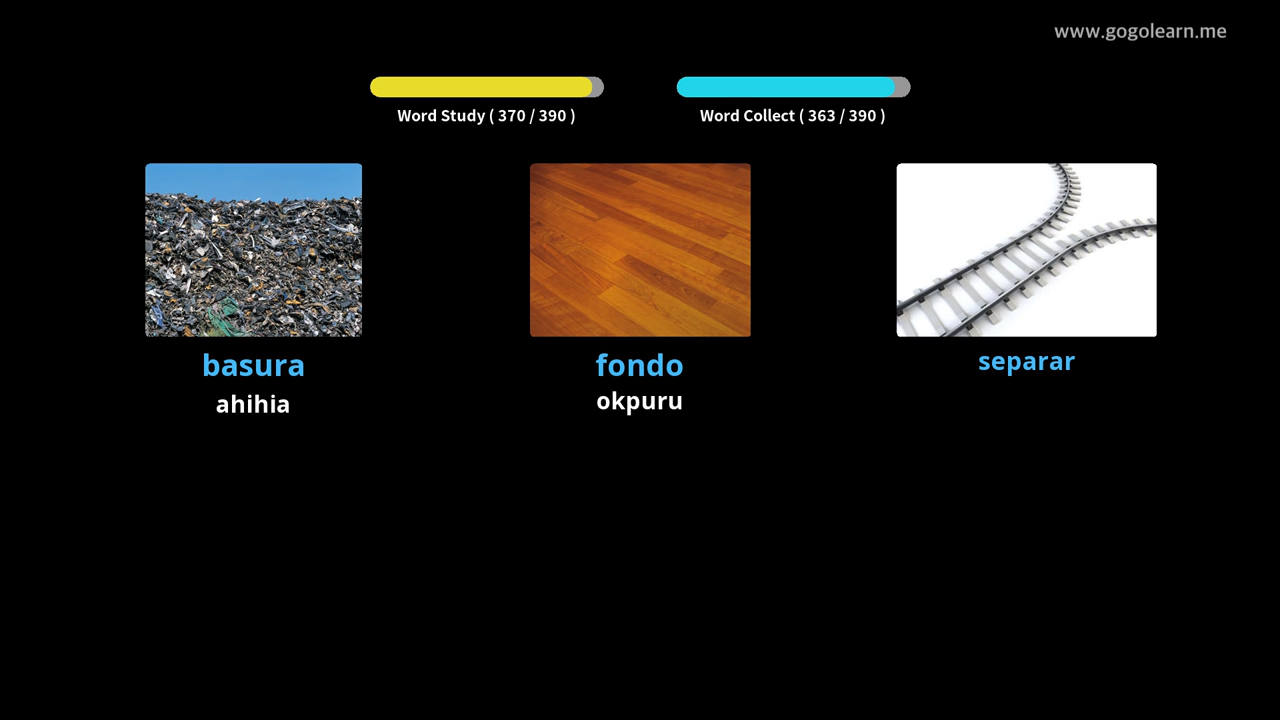 www.gogolearn.me
Word Study ( 370 / 390 )
Word Collect ( 363 / 390 )
basura
ahihia
fondo
okpuru
separar